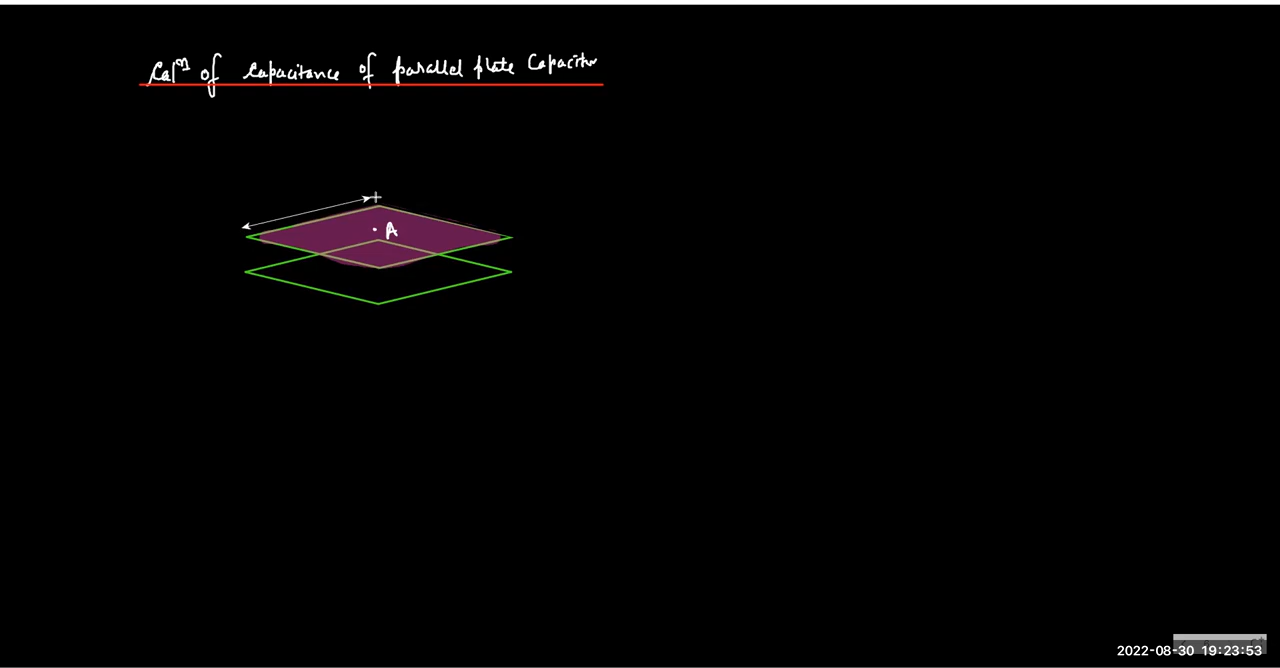 Calⁿ of Capacitance of parallel plate Capacitor
A
2022-08-30 19:23:53